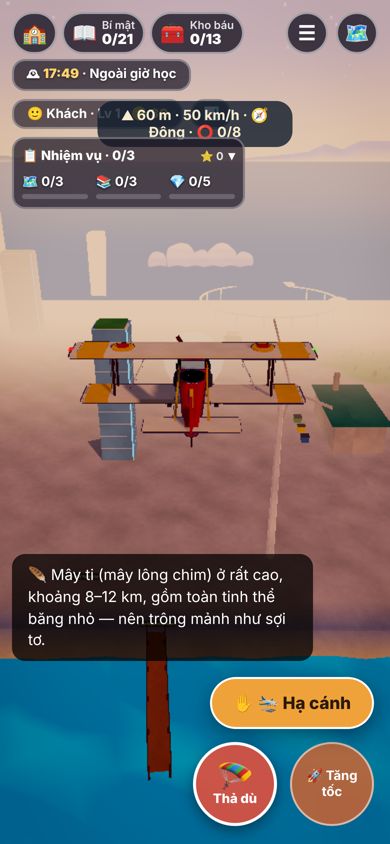 Bí mật
0/21
Kho báu
0/13
17:49 · Ngoài giờ học
Khách · Lv 1
▲ 60 m · 50 km/h ·
Đông · 0/8
Nhiệm vụ · 0/3
0 ▼
0/3
0/3
0/5
Mây ti (mây lông chim) ở rất cao,
khoảng 8–12 km, gồm toàn tinh thể
băng nhỏ — nên trông mảnh như sợi
tơ.
Hạ cánh
Thả dù
Tăng
tốc